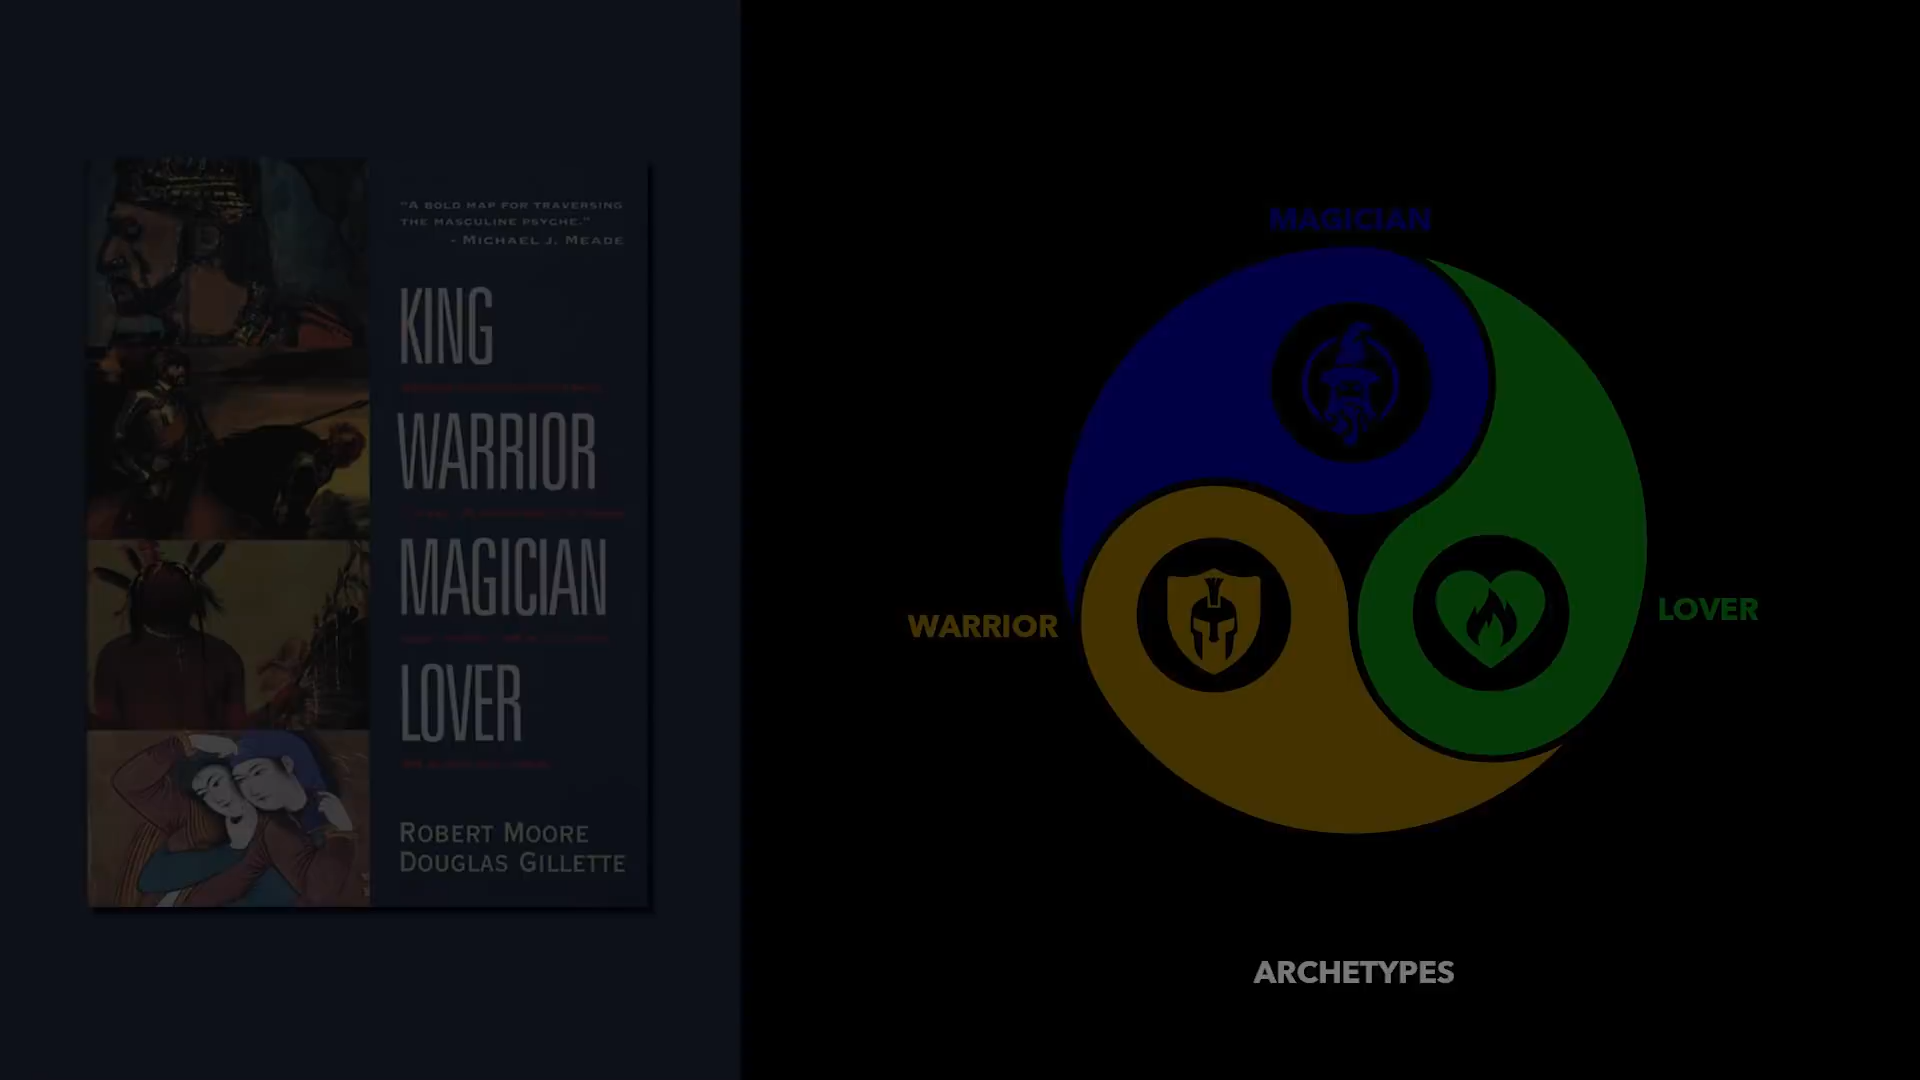 "A BOLD MAP FOR TRAVERSING
THE MASCULINE PSYCHE."
- MICHAEL J. MEADE
KING
WARRIOR
MAGICIAN
LOVER
ROBERT MOORE
DOUGLAS GILLETTE
MAGICIAN
WARRIOR
LOVER
ARCHETYPES